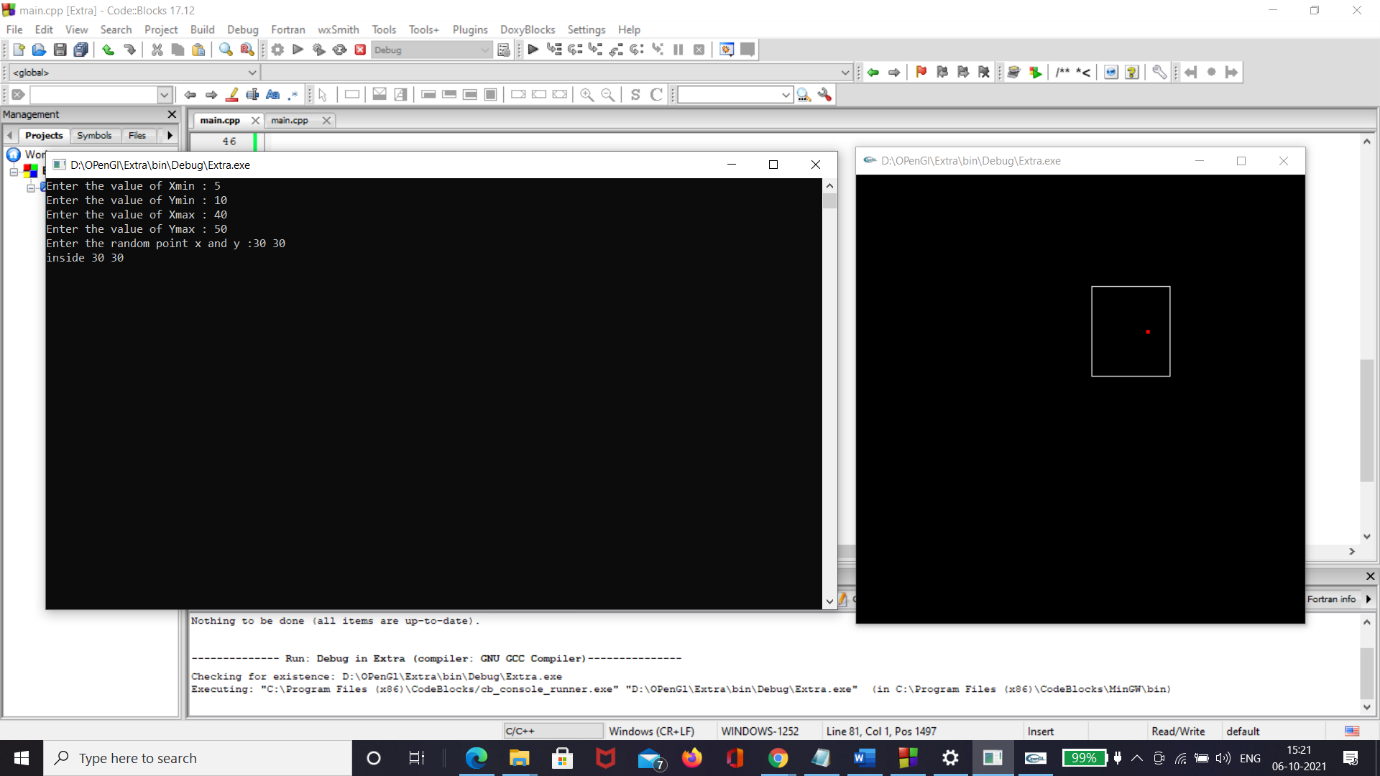 main.cpp [Extra] - Code::Blocks 17.12
File Edit View Search Project Build Debug Fortran wxSmith Tools Tools+ Plugins DoxyBlocks Settings Help
Debug
<global>
/** *<
S C
Management
Projects Symbols Files
main.cpp main.cpp
46
D:\OPenGl\Extra\bin\Debug\Extra.exe
Enter the value of Xmin : 5
Enter the value of Ymin : 10
Enter the value of Xmax : 40
Enter the value of Ymax : 50
Enter the random point x and y :30 30
inside 30 30
D:\OPenGl\Extra\bin\Debug\Extra.exe
Fortran info
Nothing to be done (all items are up-to-date).
-------------- Run: Debug in Extra (compiler: GNU GCC Compiler)---------------
Checking for existence: D:\OPenGl\Extra\bin\Debug\Extra.exe
Executing: "C:\Program Files (x86)\CodeBlocks/cb_console_runner.exe" "D:\OPenGl\Extra\bin\Debug\Extra.exe"  (in C:\Program Files (x86)\CodeBlocks\MinGW\bin)
C/C++ Windows (CR+LF) WINDOWS-1252 Line 81, Col 1, Pos 1497 Insert Read/Write default
Type here to search
7
99%
ENG
15:21
06-10-2021